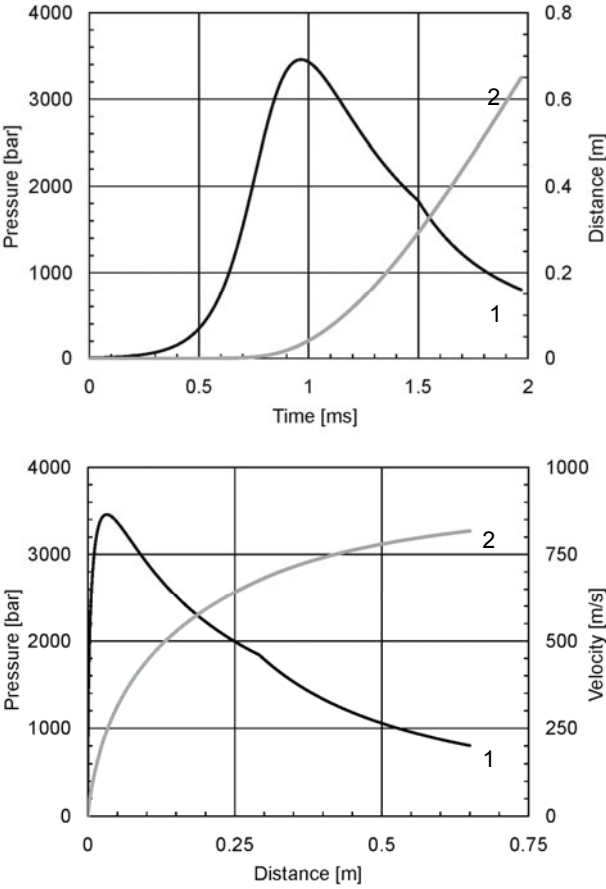 4000 0.8
2
3000 0.6
Pressure [bar] Distance [m]
2000 0.4
1000 0.2
1
0 0
0 0.5 1 1.5 2
Time [ms]
4000 1000
2
3000 750
Pressure [bar] Velocity [m/s]
2000 500
1000 250
1
0 0
0 0.25 0.5 0.75
Distance [m]